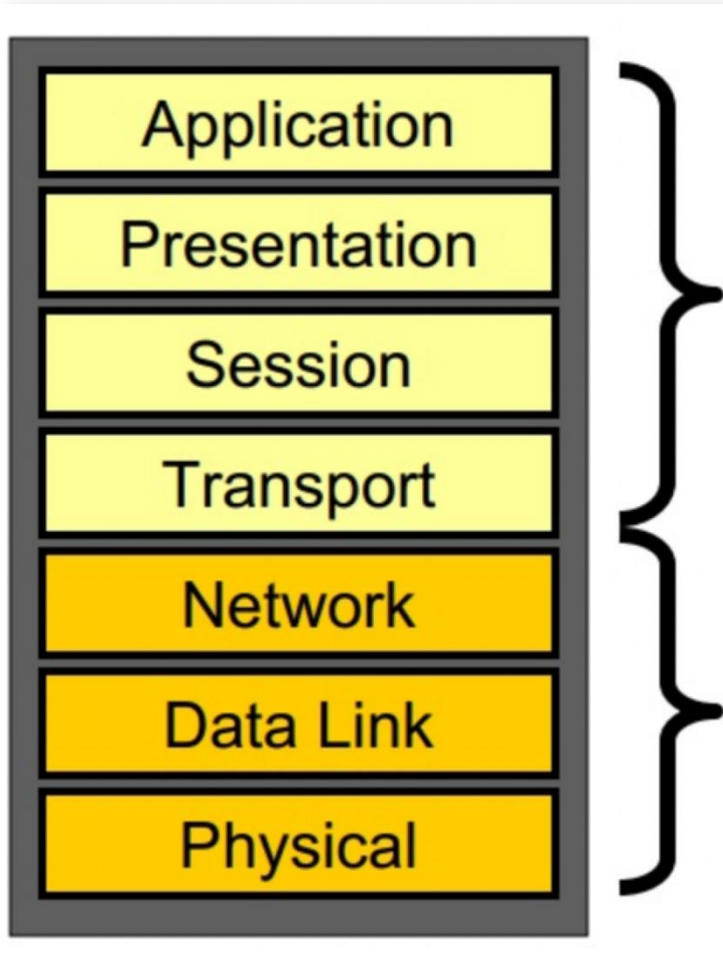 Application
Presentation
Session
Transport
Network
Data Link
Physical